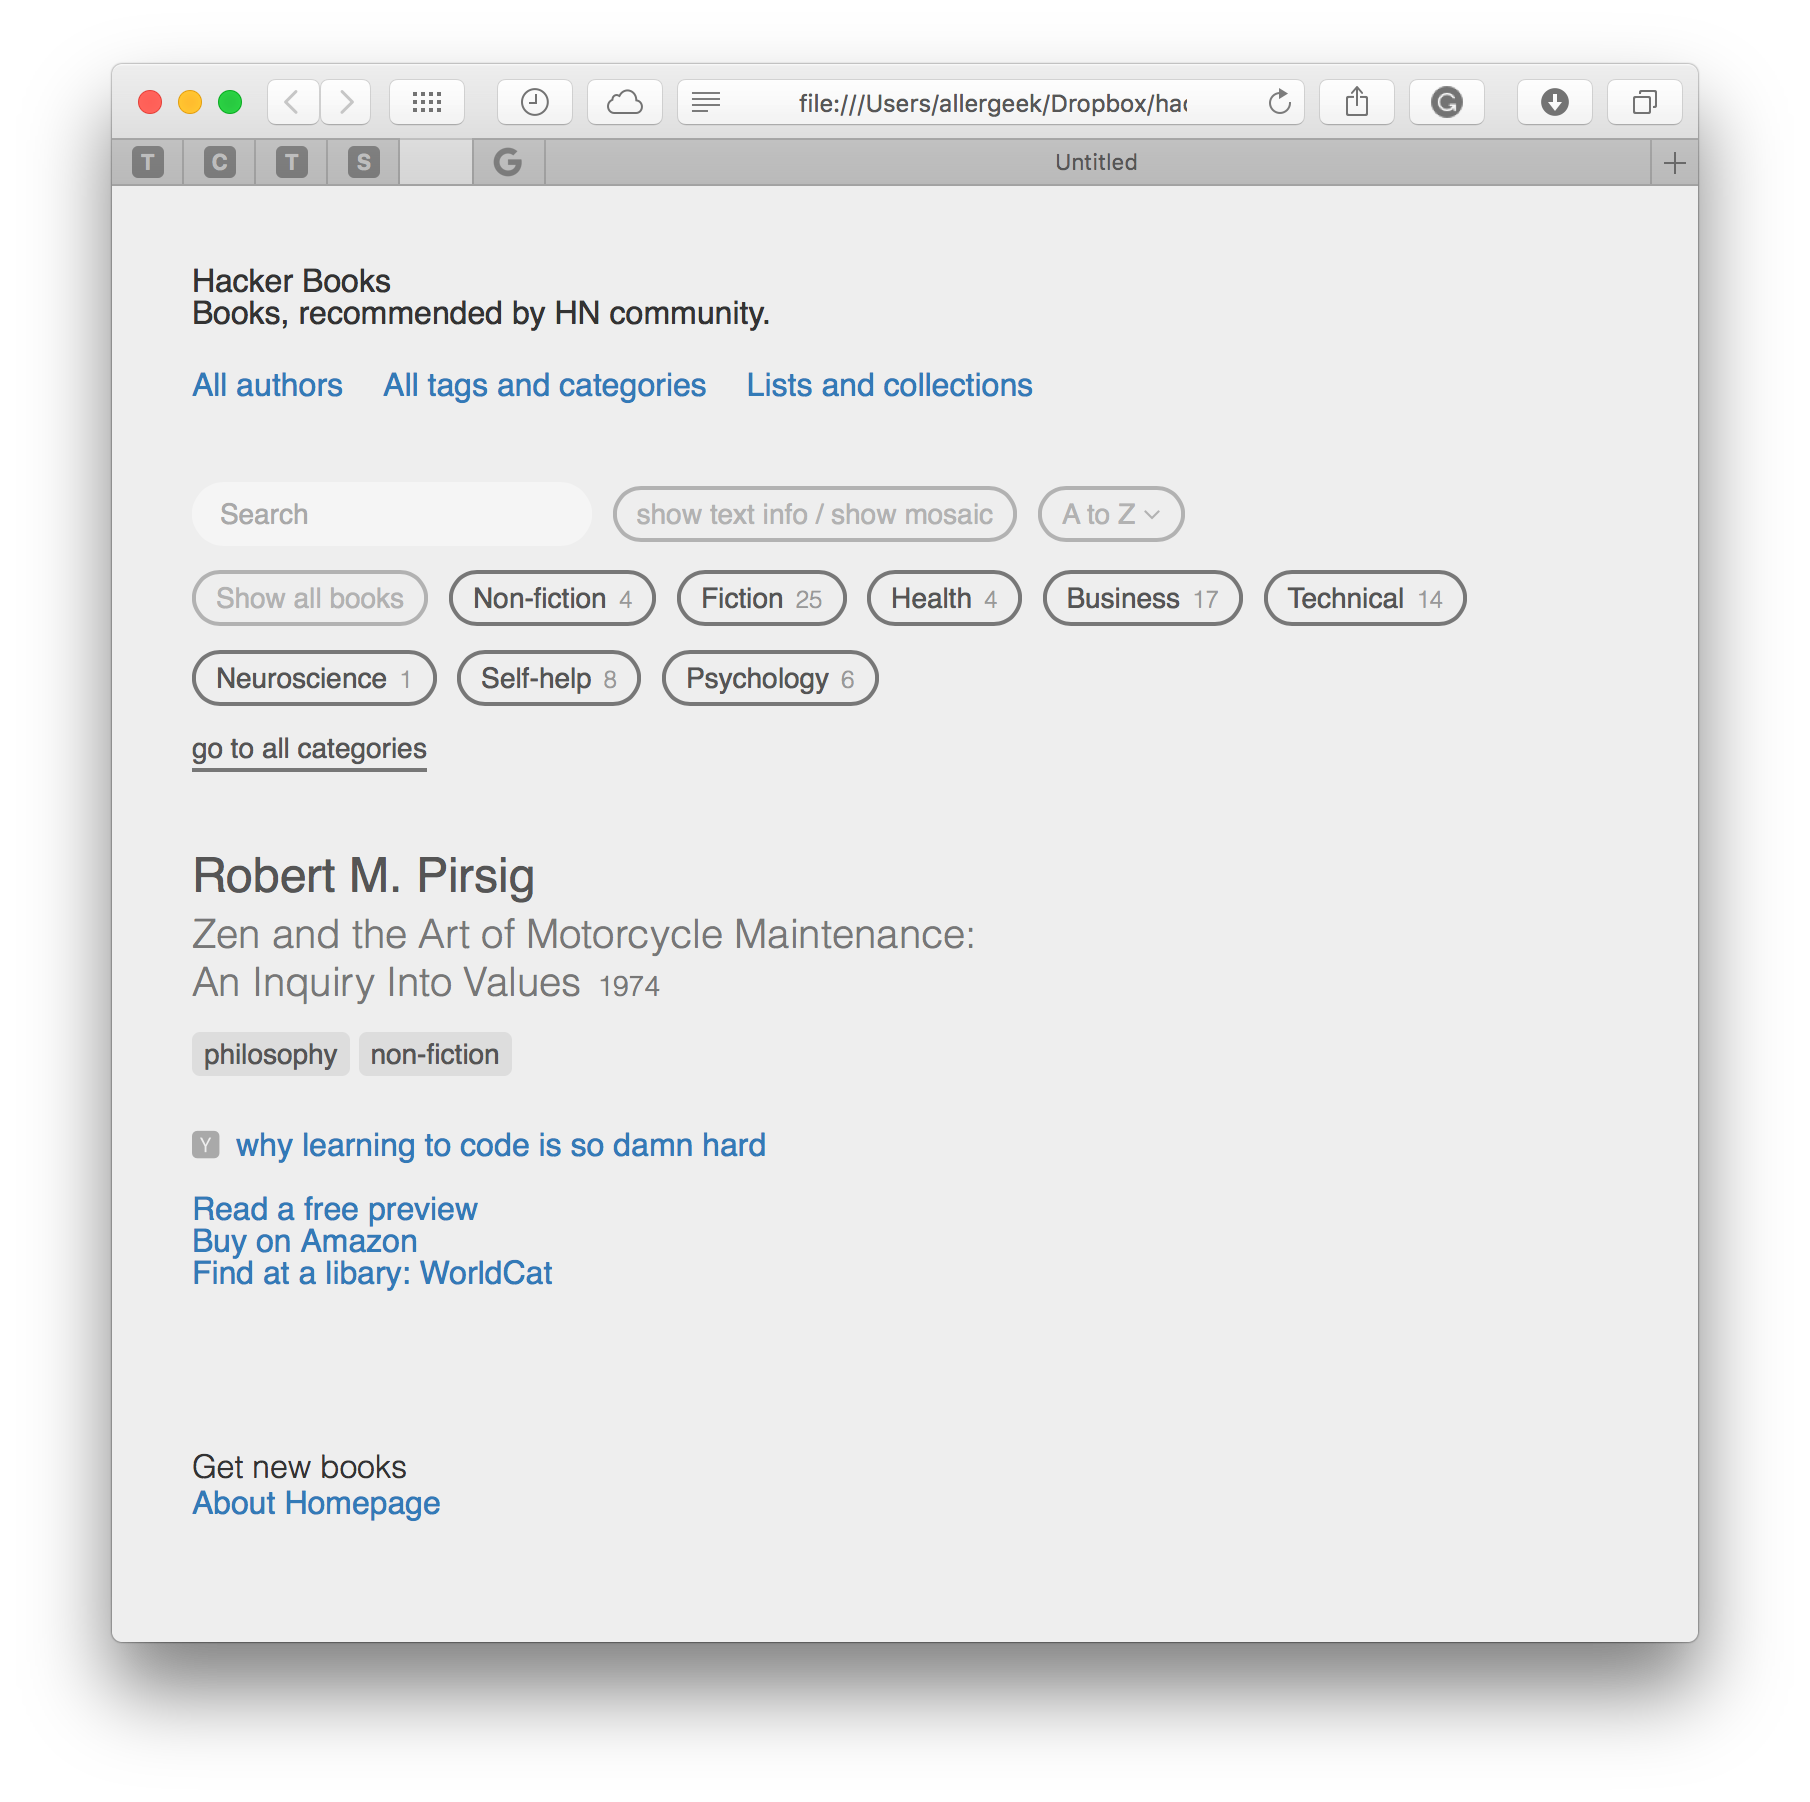 file:///Users/allergeek/Dropbox/hac
T C T S G Untitled
Hacker Books
Books, recommended by HN community.
All authors All tags and categories Lists and collections
Search show text info / show mosaic A to Z
Show all books Non-fiction 4 Fiction 25 Health 4 Business 17 Technical 14
Neuroscience 1 Self-help 8 Psychology 6
go to all categories
Robert M. Pirsig
Zen and the Art of Motorcycle Maintenance:
An Inquiry Into Values 1974
philosophy non-fiction
Y why learning to code is so damn hard
Read a free preview
Buy on Amazon
Find at a libary: WorldCat
Get new books
About Homepage